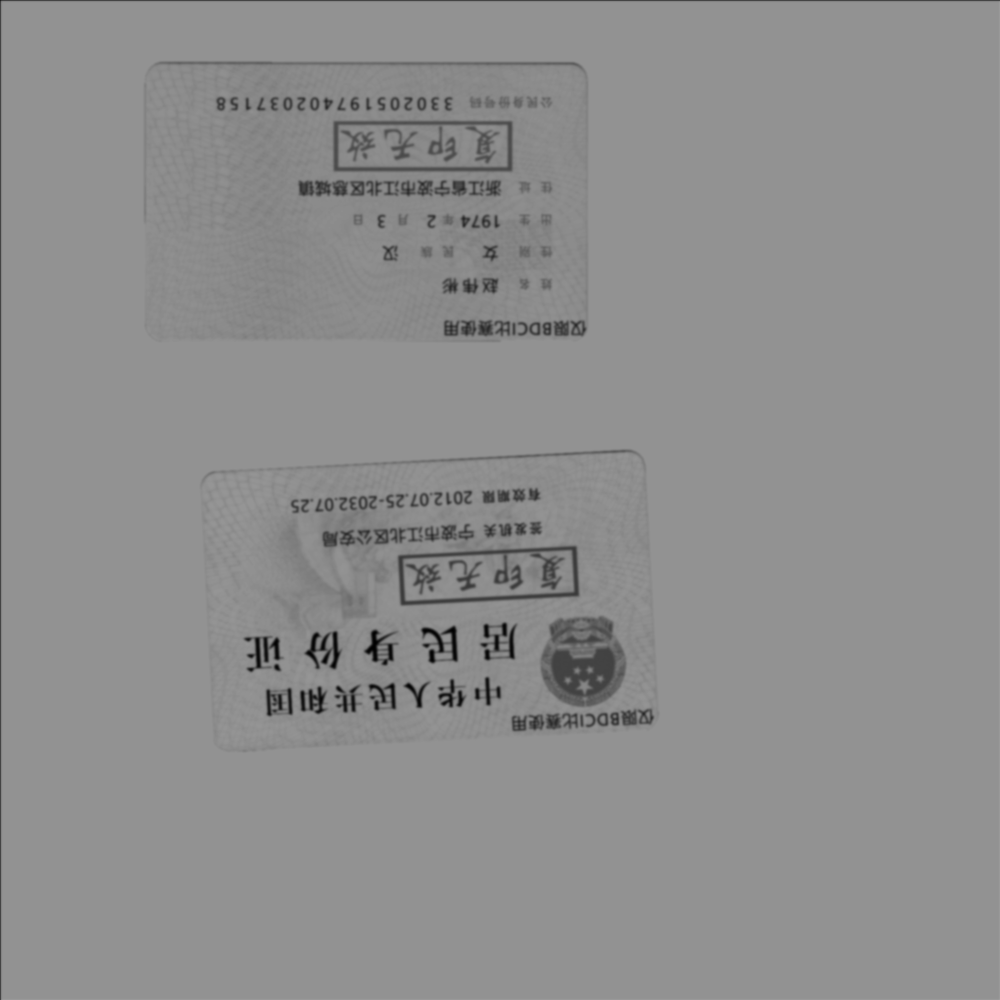 仅限BDCI比赛使用
中华人民共和国
居民身份证
复印无效
签发机关 宁波市江北区公安局
有效期限 2012.07.25-2032.07.25
仅限BDCI比赛使用
姓名 赵伟彬
性别 女 民族 汉
出生 1974年2月3日
住址 浙江省宁波市江北区慈城镇
复印无效
公民身份号码 330205197402037158